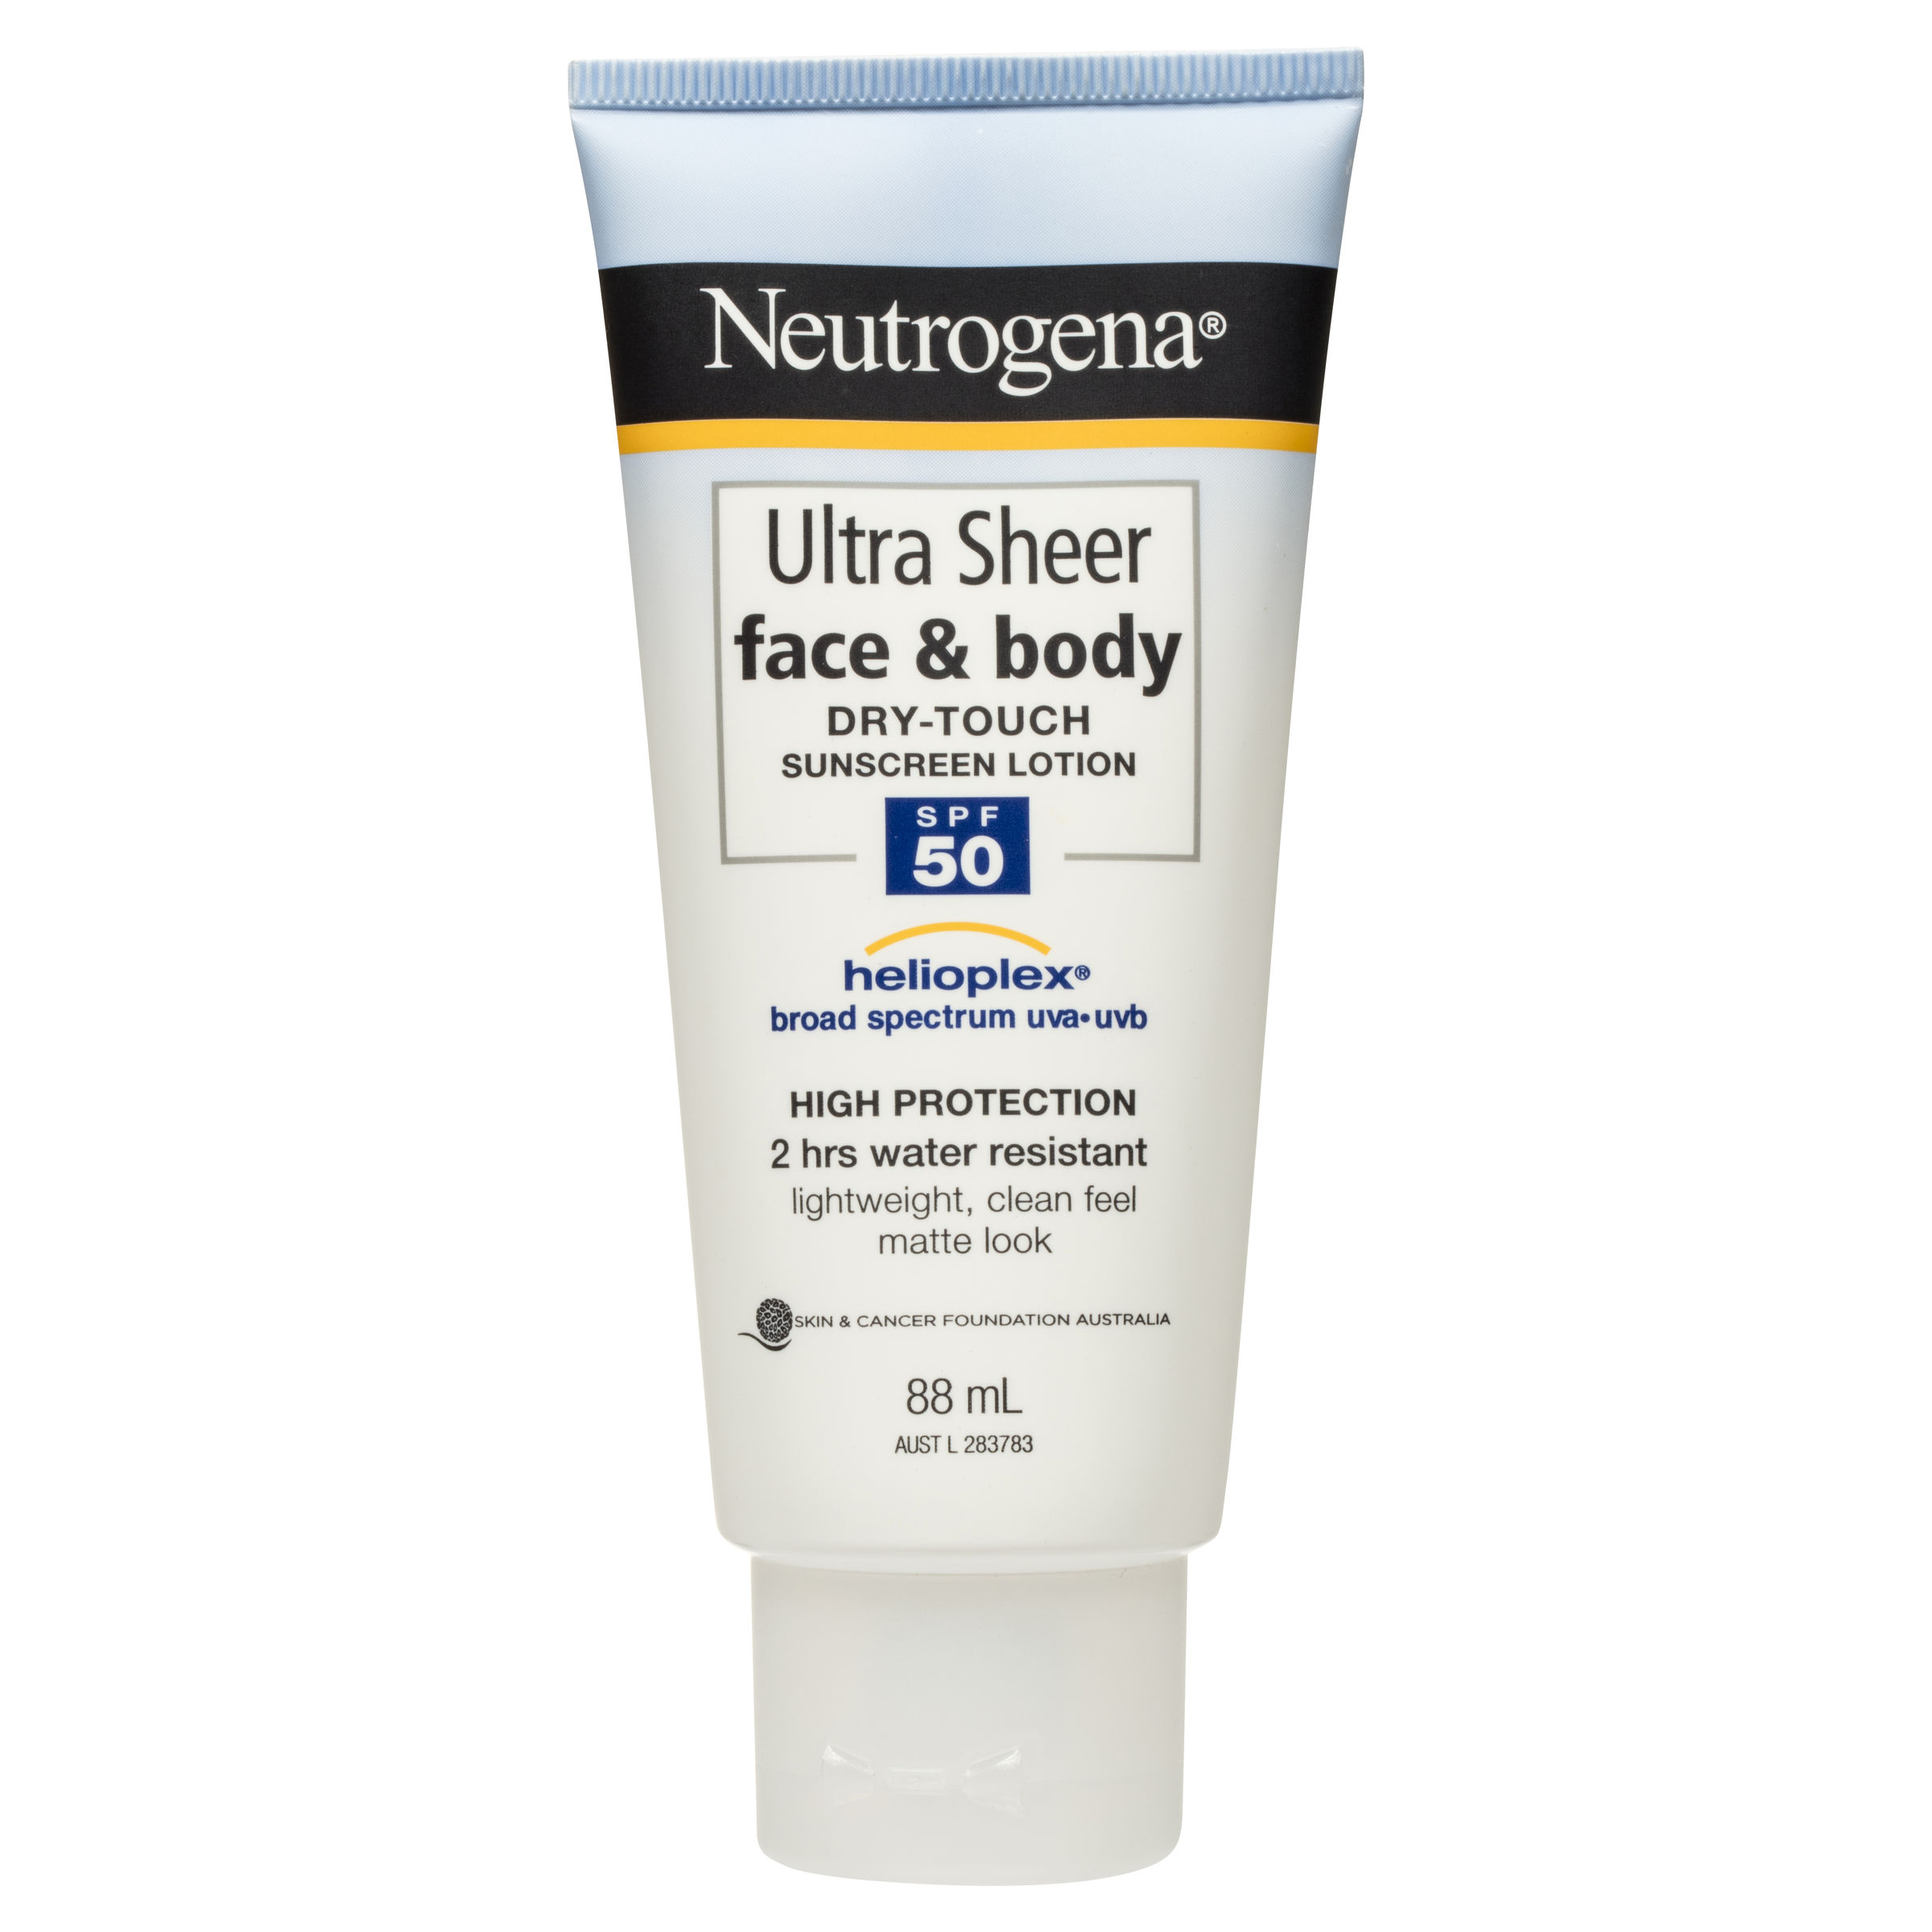 Neutrogena®
Ultra Sheer
face & body
DRY-TOUCH
SUNSCREEN LOTION
SPF
50
helioplex®
broad spectrum uva•uvb
HIGH PROTECTION
2 hrs water resistant
lightweight, clean feel
matte look
SKIN & CANCER FOUNDATION AUSTRALIA
88 mL
AUST L 283783